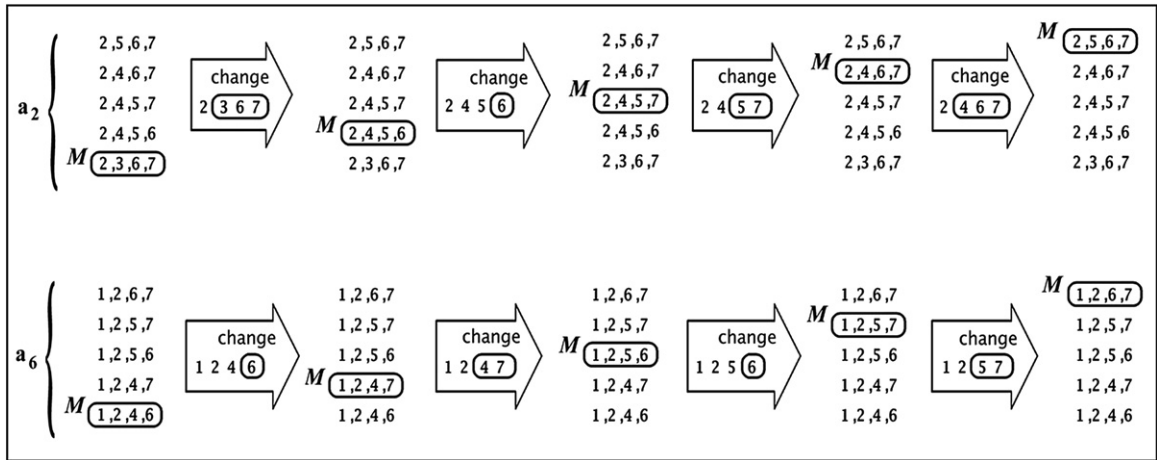 a2
2,5,6,7
2,4,6,7
2,4,5,7
2,4,5,6
M 2,3,6,7
change
2 3 6 7
2,5,6,7
2,4,6,7
2,4,5,7
M 2,4,5,6
2,3,6,7
change
2 4 5 6
2,5,6,7
2,4,6,7
M 2,4,5,7
2,4,5,6
2,3,6,7
change
2 4 5 7
2,5,6,7
M 2,4,6,7
2,4,5,7
2,4,5,6
2,3,6,7
change
2 4 6 7
M 2,5,6,7
2,4,6,7
2,4,5,7
2,4,5,6
2,3,6,7
a6
1,2,6,7
1,2,5,7
1,2,5,6
1,2,4,7
M 1,2,4,6
change
1 2 4 6
1,2,6,7
1,2,5,7
1,2,5,6
M 1,2,4,7
1,2,4,6
change
1 2 4 7
1,2,6,7
1,2,5,7
M 1,2,5,6
1,2,4,7
1,2,4,6
change
1 2 5 6
1,2,6,7
M 1,2,5,7
1,2,5,6
1,2,4,7
1,2,4,6
change
1 2 5 7
M 1,2,6,7
1,2,5,7
1,2,5,6
1,2,4,7
1,2,4,6